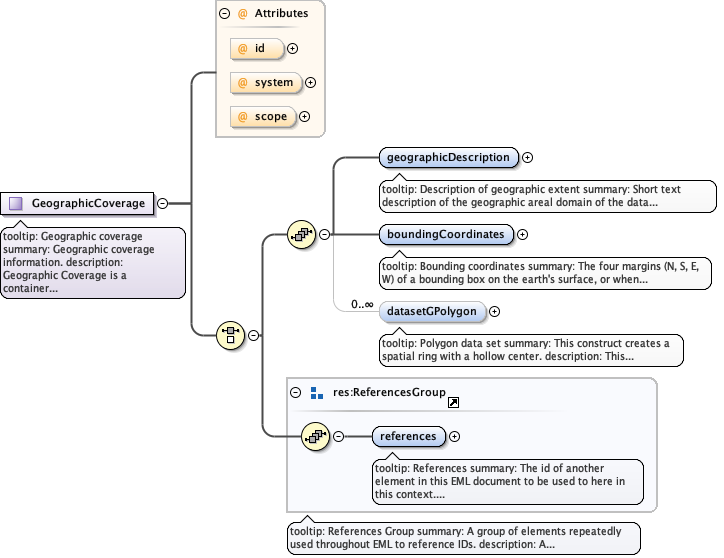 @ Attributes
@ id
@ system
@ scope
GeographicCoverage
tooltip: Geographic coverage
summary: Geographic coverage
information. description:
Geographic Coverage is a
container...
geographicDescription
tooltip: Description of geographic extent summary: Short text
description of the geographic areal domain of the data...
boundingCoordinates
tooltip: Bounding coordinates summary: The four margins (N, S, E,
W) of a bounding box on the earth's surface, or when...
0..∞
datasetGPolygon
tooltip: Polygon data set summary: This construct creates a
spatial ring with a hollow center. description: This...
res:ReferencesGroup
references
tooltip: References summary: The id of another
element in this EML document to be used to here in
this context....
tooltip: References Group summary: A group of elements repeatedly
used throughout EML to reference IDs. description: A...